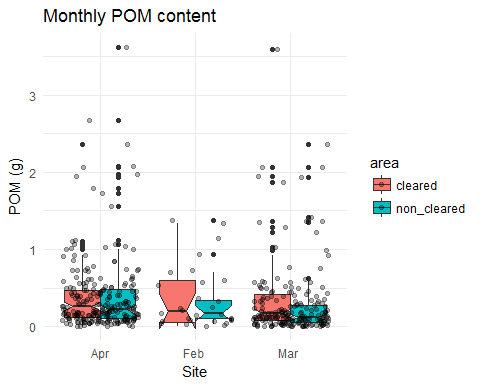 Monthly POM content
POM (g)
3
2
1
0
Apr
Feb
Mar
Site
area
cleared
non_cleared